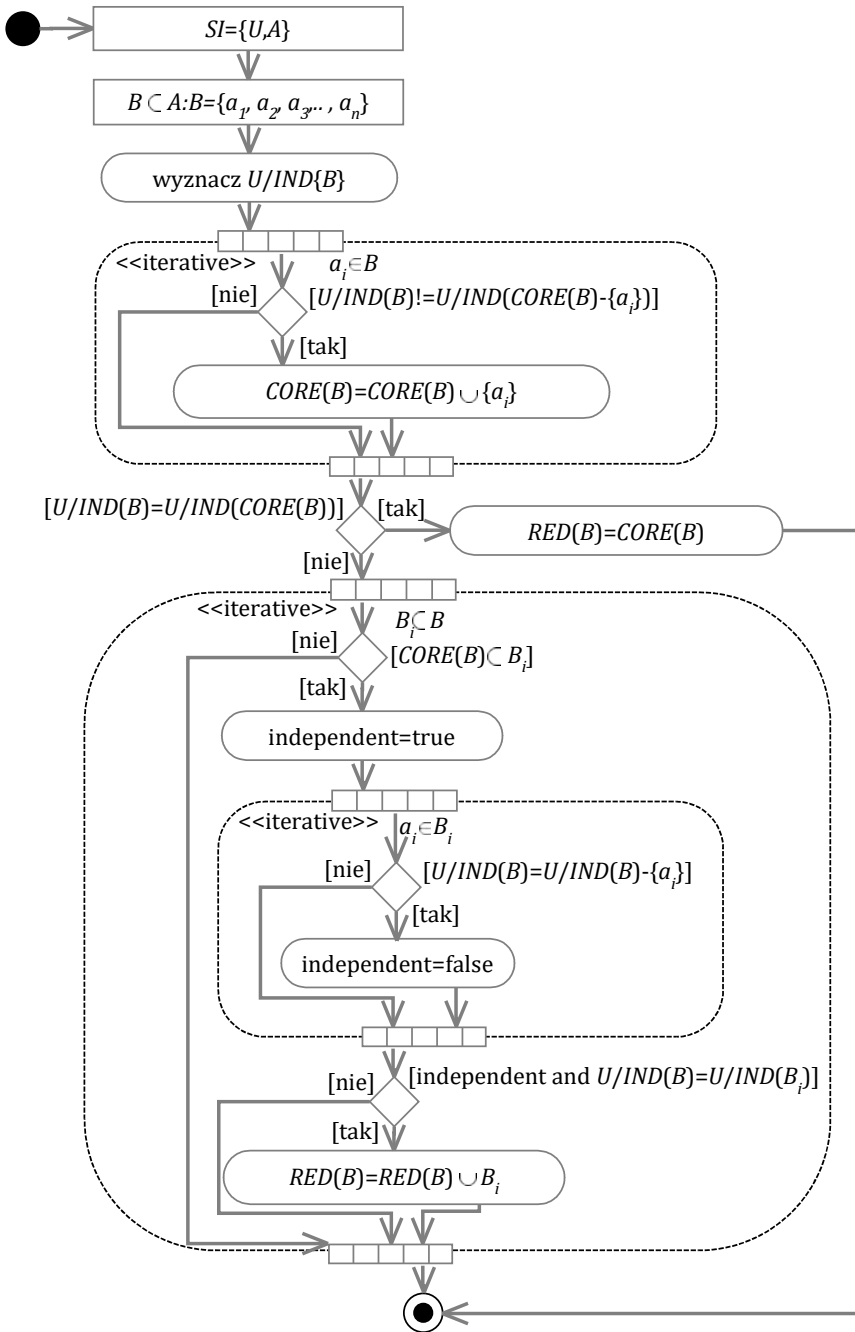 SI={U,A}
B ⊂ A:B={a₁, a₂, a₃,.. , aₙ}
wyznacz U/IND{B}
<<iterative>>
aᵢ∈B
[nie]
[U/IND(B)!=U/IND(CORE(B)-{aᵢ})]
[tak]
CORE(B)=CORE(B) ∪ {aᵢ}
[U/IND(B)=U/IND(CORE(B))]
[tak]
RED(B)=CORE(B)
[nie]
<<iterative>>
Bᵢ⊂ B
[nie]
[CORE(B)⊂ Bᵢ]
[tak]
independent=true
<<iterative>>
aᵢ∈Bᵢ
[nie]
[U/IND(B)=U/IND(B)-{aᵢ}]
[tak]
independent=false
[nie]
[independent and U/IND(B)=U/IND(Bᵢ)]
[tak]
RED(B)=RED(B) ∪ Bᵢ